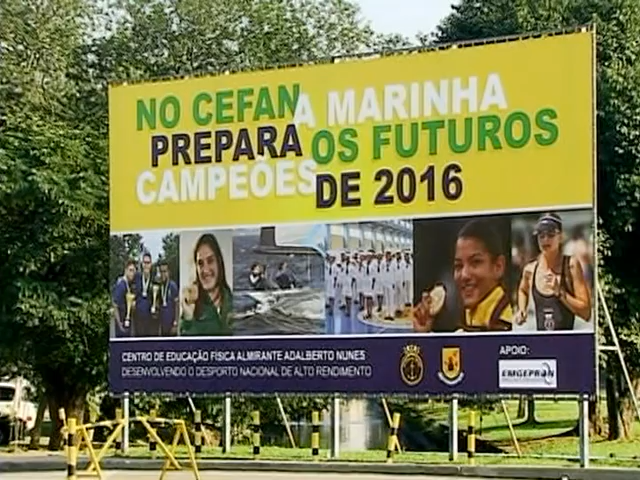 NO CEFAN A MARINHA
PREPARA OS FUTUROS
CAMPEÕES DE 2016
CENTRO DE EDUCAÇÃO FÍSICA ALMIRANTE ADALBERTO NUNES
DESENVOLVENDO O DESPORTO NACIONAL DE ALTO RENDIMENTO
APOIO:
EMGEPRON